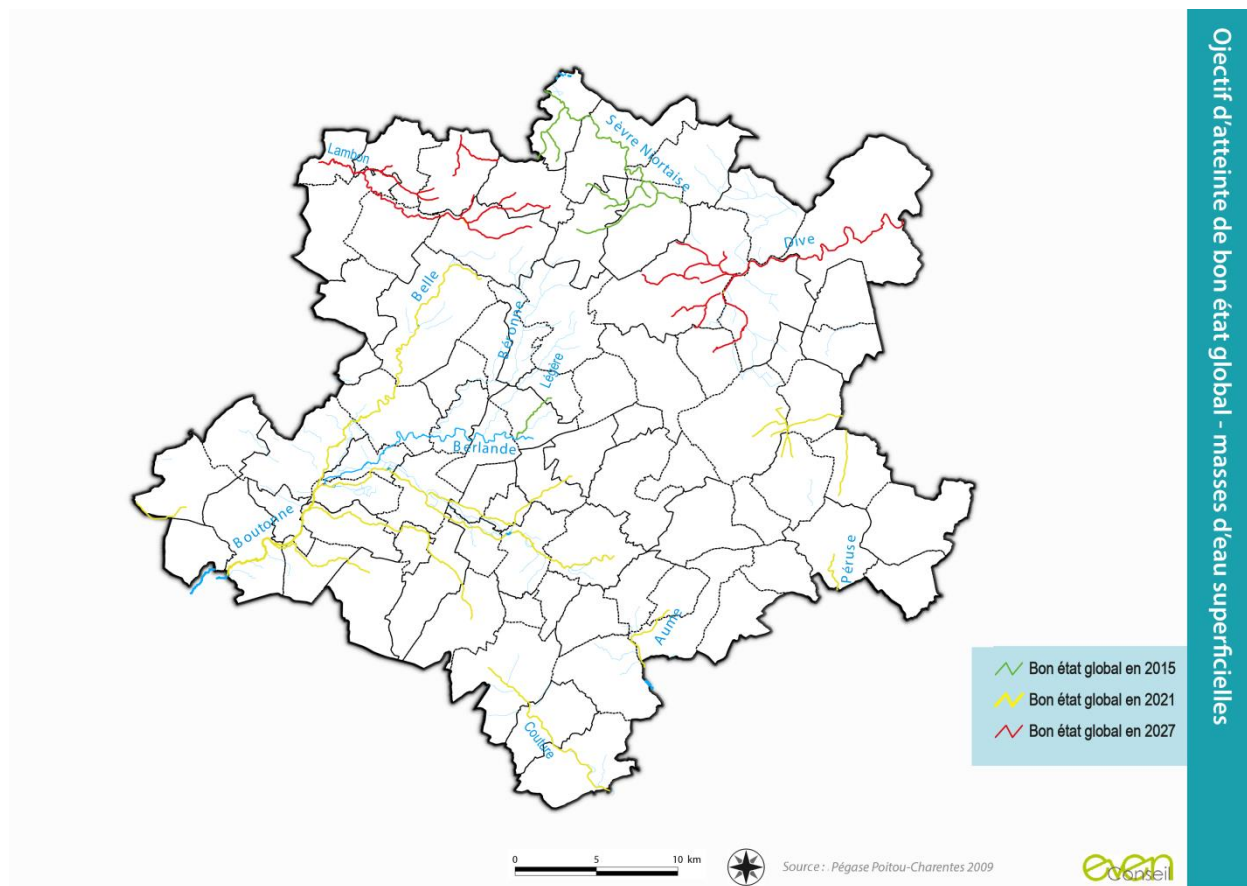 Ojectif d'atteinte de bon état global - masses d'eau superficielles
Lambon
Sèvre Niortaise
Dive
Belle
Béronne
Légère
Berlande
Boutonne
Péruse
Aume
Couture
Bon état global en 2015
Bon état global en 2021
Bon état global en 2027
0 5 10 km
Source : Pégase Poitou-Charentes 2009
even
Conseil